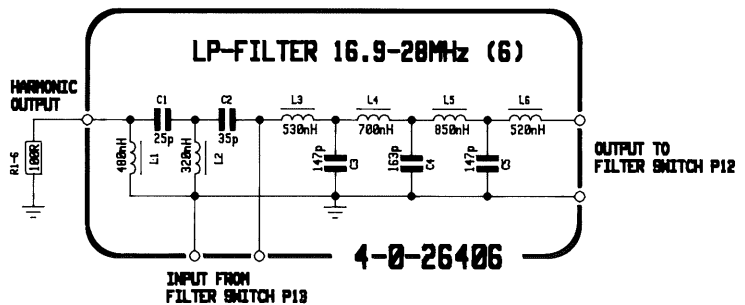 LP-FILTER 16.9-28MHz (6)
HARMONIC
OUTPUT
R1-6
100R
C1
25p
C2
35p
L3
530nH
L4
700nH
L5
850nH
L6
520nH
480nH
L1
320nH
L2
147p
C3
163p
C4
147p
C5
OUTPUT TO
FILTER SWITCH P12
4-0-26406
INPUT FROM
FILTER SWITCH P13